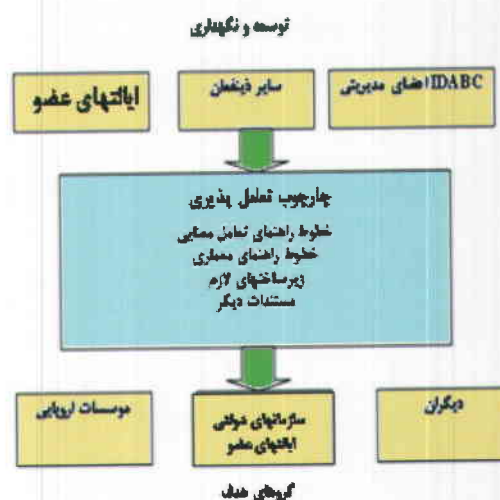 توسعه و نگهداری
IDABC اعضای مدیریتی
سایر ذینفعان
ایالتهای عضو
چارچوب تعامل پذیری
خطوط راهنمای تعامل معنایی
خطوط راهنمای معماری
زیرساختهای لازم
مستندات دیگر
دیگران
سازمانهای دولتی
ایالتهای عضو
موسسات اروپایی
گروههای هدف